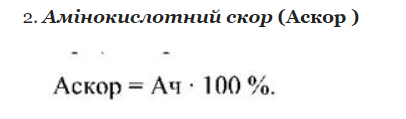 2. Амінокислотний скор (Аскор )
Аскор = Ач · 100 %.